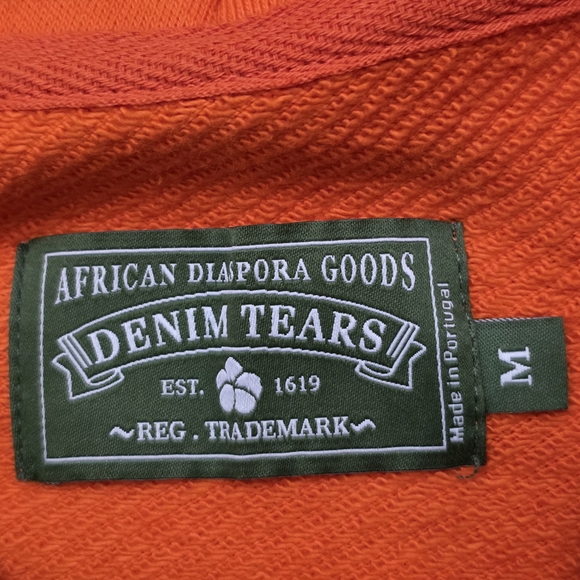 AFRICAN DIASPORA GOODS
DENIM TEARS
EST. 1619
~REG. TRADEMARK~
Made in Portugal
M